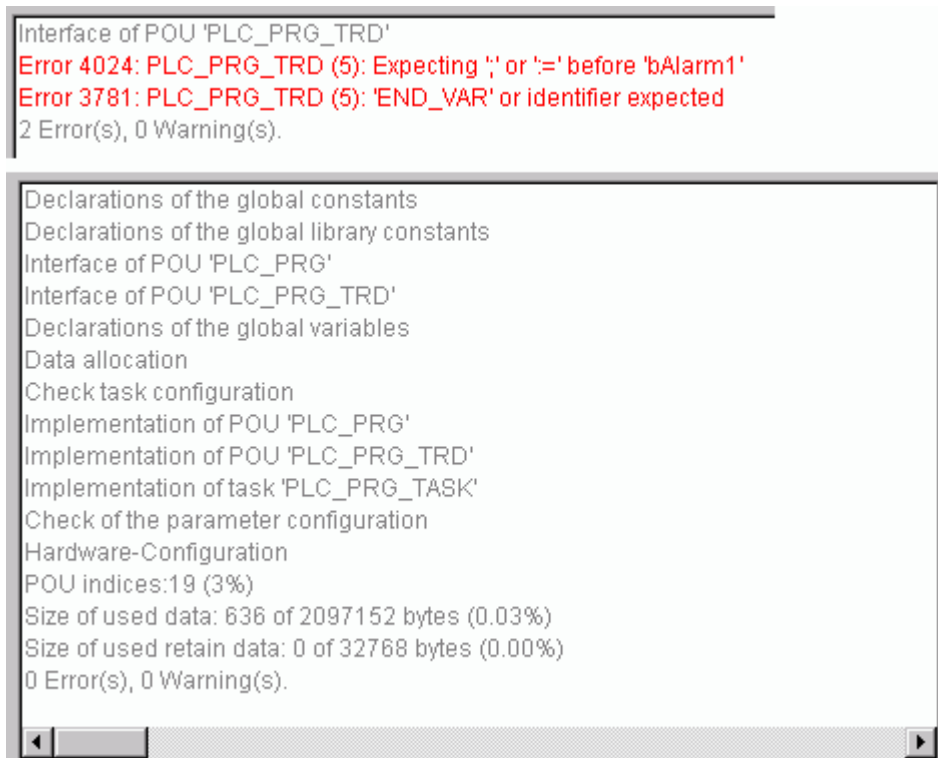 Interface of POU 'PLC_PRG_TRD'
Error 4024: PLC_PRG_TRD (5): Expecting ';' or ':=' before 'bAlarm1'
Error 3781: PLC_PRG_TRD (5): 'END_VAR' or identifier expected
2 Error(s), 0 Warning(s).
Declarations of the global constants
Declarations of the global library constants
Interface of POU 'PLC_PRG'
Interface of POU 'PLC_PRG_TRD'
Declarations of the global variables
Data allocation
Check task configuration
Implementation of POU 'PLC_PRG'
Implementation of POU 'PLC_PRG_TRD'
Implementation of task 'PLC_PRG_TASK'
Check of the parameter configuration
Hardware-Configuration
POU indices:19 (3%)
Size of used data: 636 of 2097152 bytes (0.03%)
Size of used retain data: 0 of 32768 bytes (0.00%)
0 Error(s), 0 Warning(s).